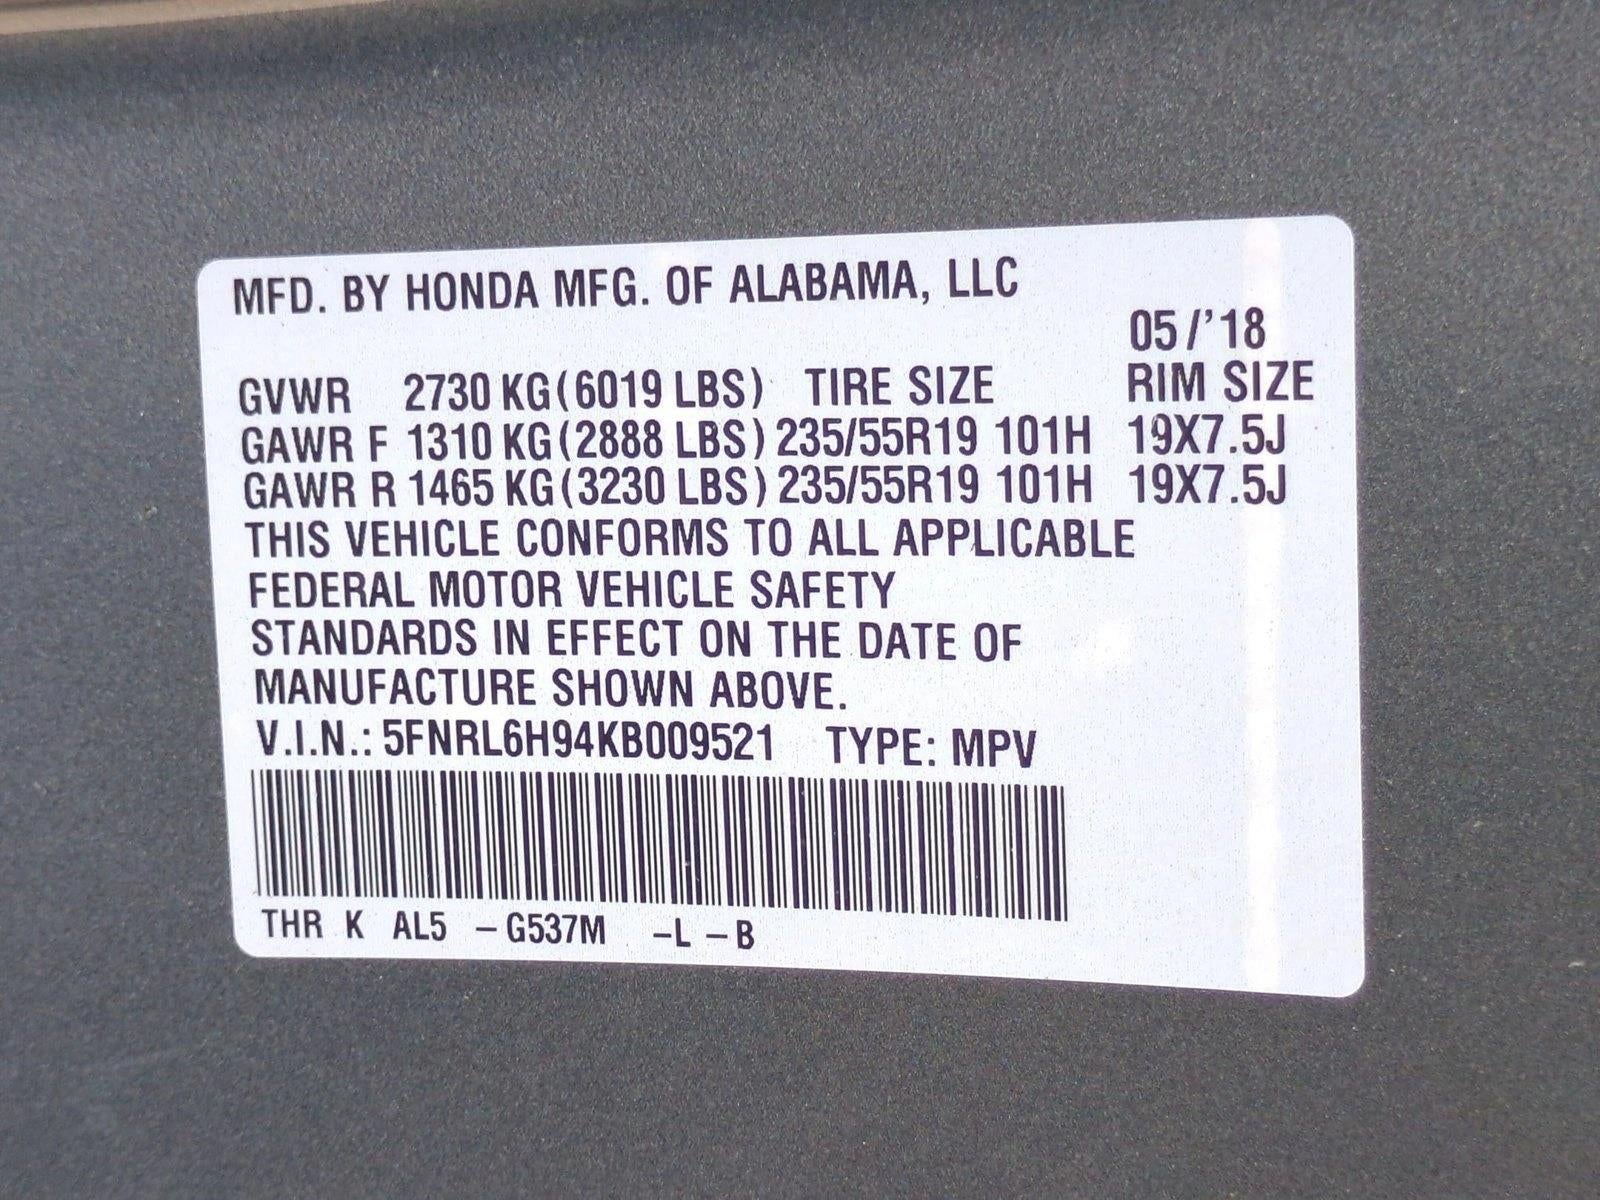 MFD. BY HONDA MFG. OF ALABAMA, LLC
05/'18
GVWR 2730 KG(6019 LBS) TIRE SIZE RIM SIZE
GAWR F 1310 KG(2888 LBS) 235/55R19 101H 19X7.5J
GAWR R 1465 KG(3230 LBS) 235/55R19 101H 19X7.5J
THIS VEHICLE CONFORMS TO ALL APPLICABLE
FEDERAL MOTOR VEHICLE SAFETY
STANDARDS IN EFFECT ON THE DATE OF
MANUFACTURE SHOWN ABOVE.
V.I.N.: 5FNRL6H94KB009521 TYPE: MPV
THR K AL5 -G537M -L -B